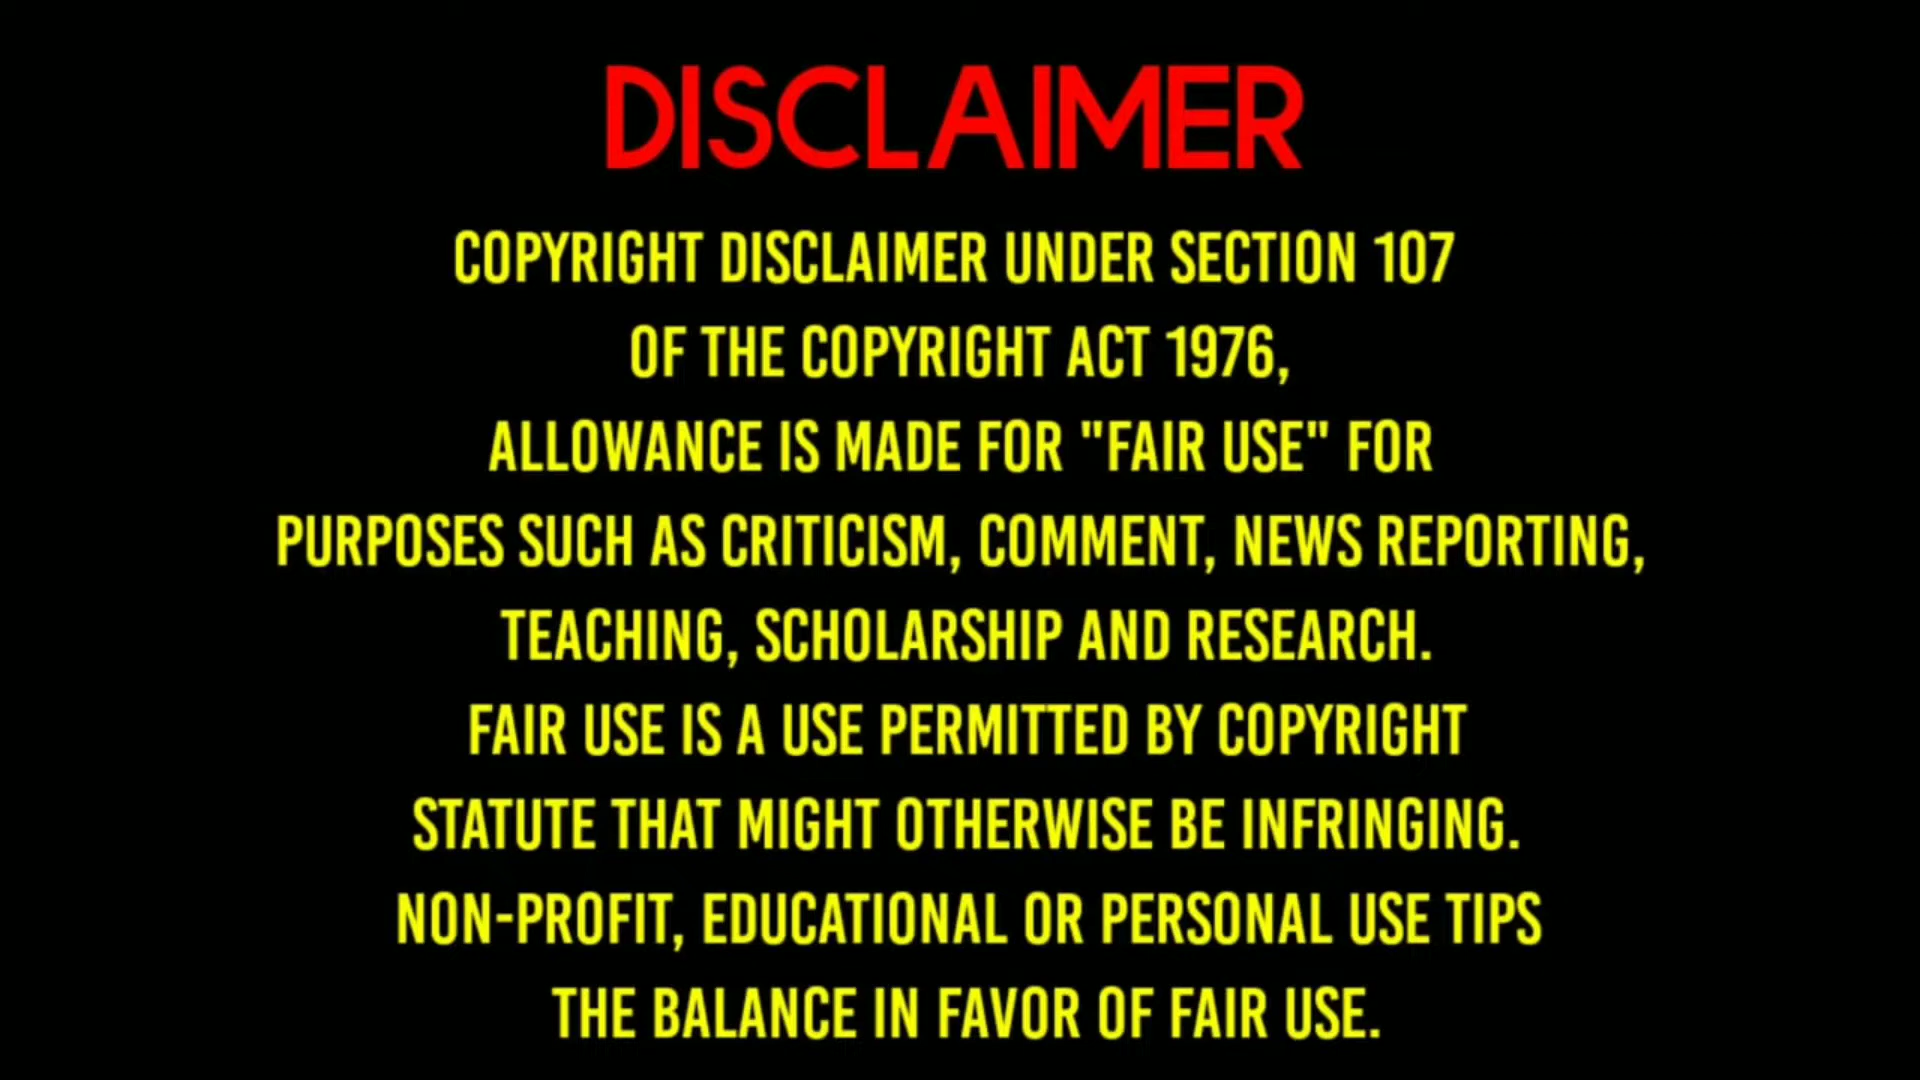 DISCLAIMER
COPYRIGHT DISCLAIMER UNDER SECTION 107
OF THE COPYRIGHT ACT 1976,
ALLOWANCE IS MADE FOR "FAIR USE" FOR
PURPOSES SUCH AS CRITICISM, COMMENT, NEWS REPORTING,
TEACHING, SCHOLARSHIP AND RESEARCH.
FAIR USE IS A USE PERMITTED BY COPYRIGHT
STATUTE THAT MIGHT OTHERWISE BE INFRINGING.
NON-PROFIT, EDUCATIONAL OR PERSONAL USE TIPS
THE BALANCE IN FAVOR OF FAIR USE.